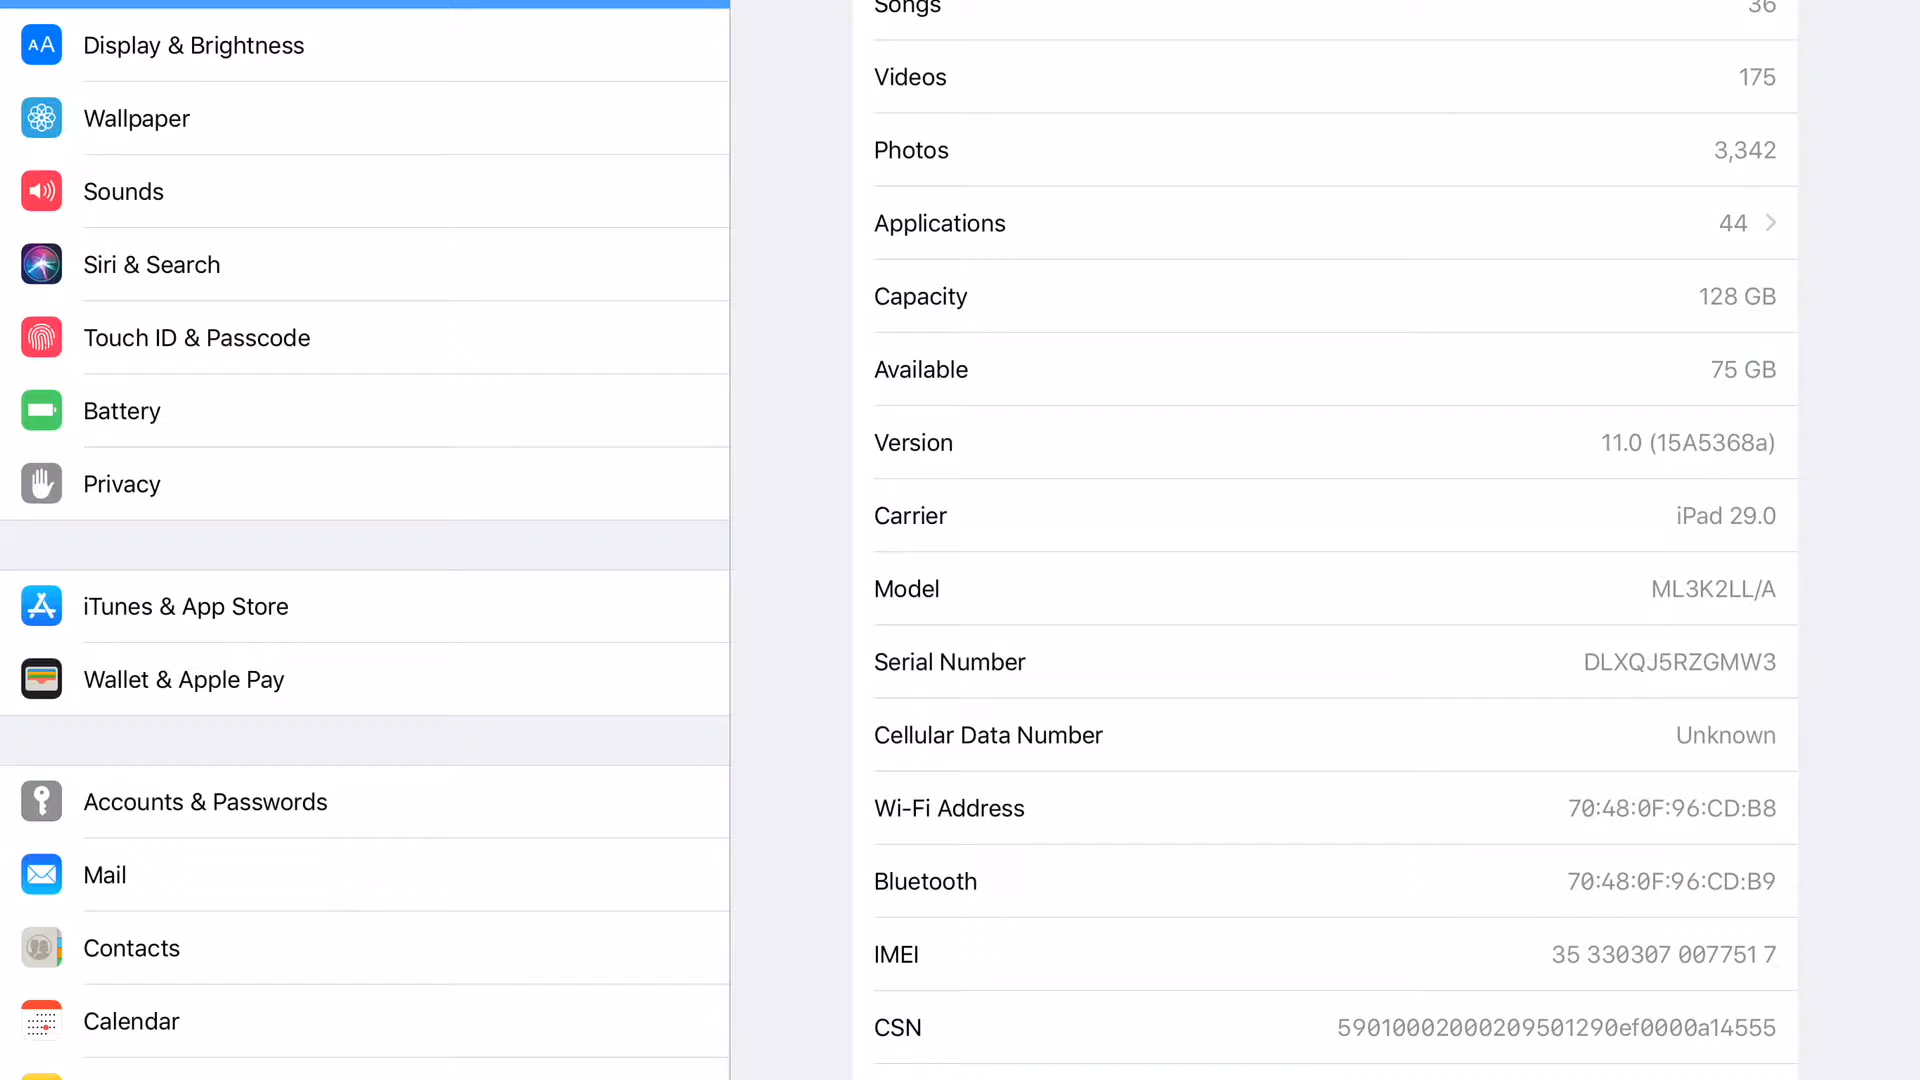 Display & Brightness
Wallpaper
Sounds
Siri & Search
Touch ID & Passcode
Battery
Privacy
iTunes & App Store
Wallet & Apple Pay
Accounts & Passwords
Mail
Contacts
Calendar
Songs 36
Videos 175
Photos 3,342
Applications 44
Capacity 128 GB
Available 75 GB
Version 11.0 (15A5368a)
Carrier iPad 29.0
Model ML3K2LL/A
Serial Number DLXQJ5RZGMW3
Cellular Data Number Unknown
Wi-Fi Address 70:48:0F:96:CD:B8
Bluetooth 70:48:0F:96:CD:B9
IMEI 35 330307 007751 7
CSN 59010002000209501290ef0000a14555